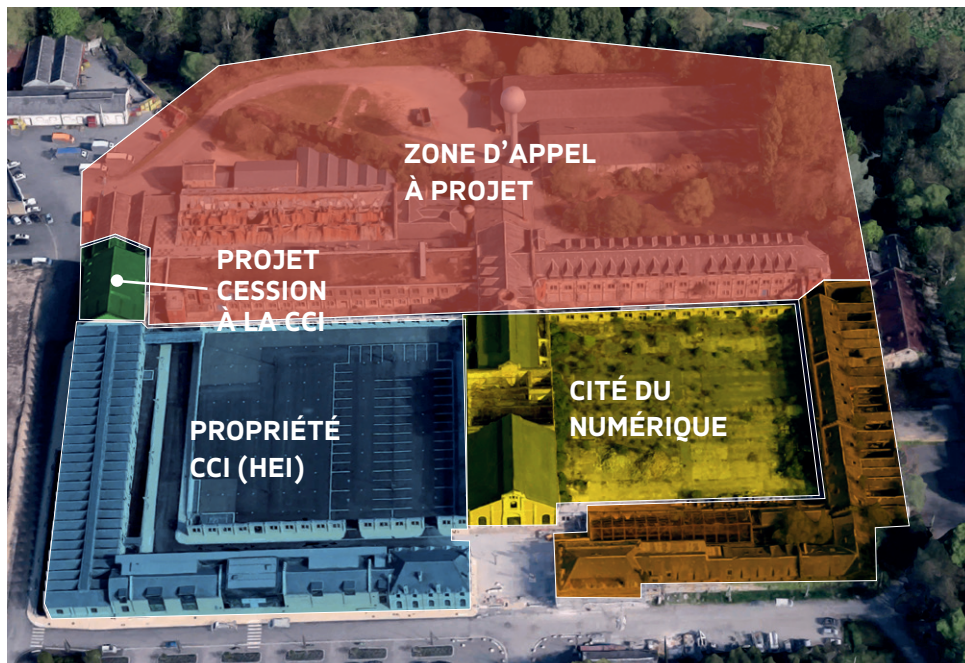 ZONE D’APPEL
À PROJET
PROJET
CESSION
À LA CCI
CITÉ DU
NUMÉRIQUE
PROPRIÉTÉ
CCI (HEI)